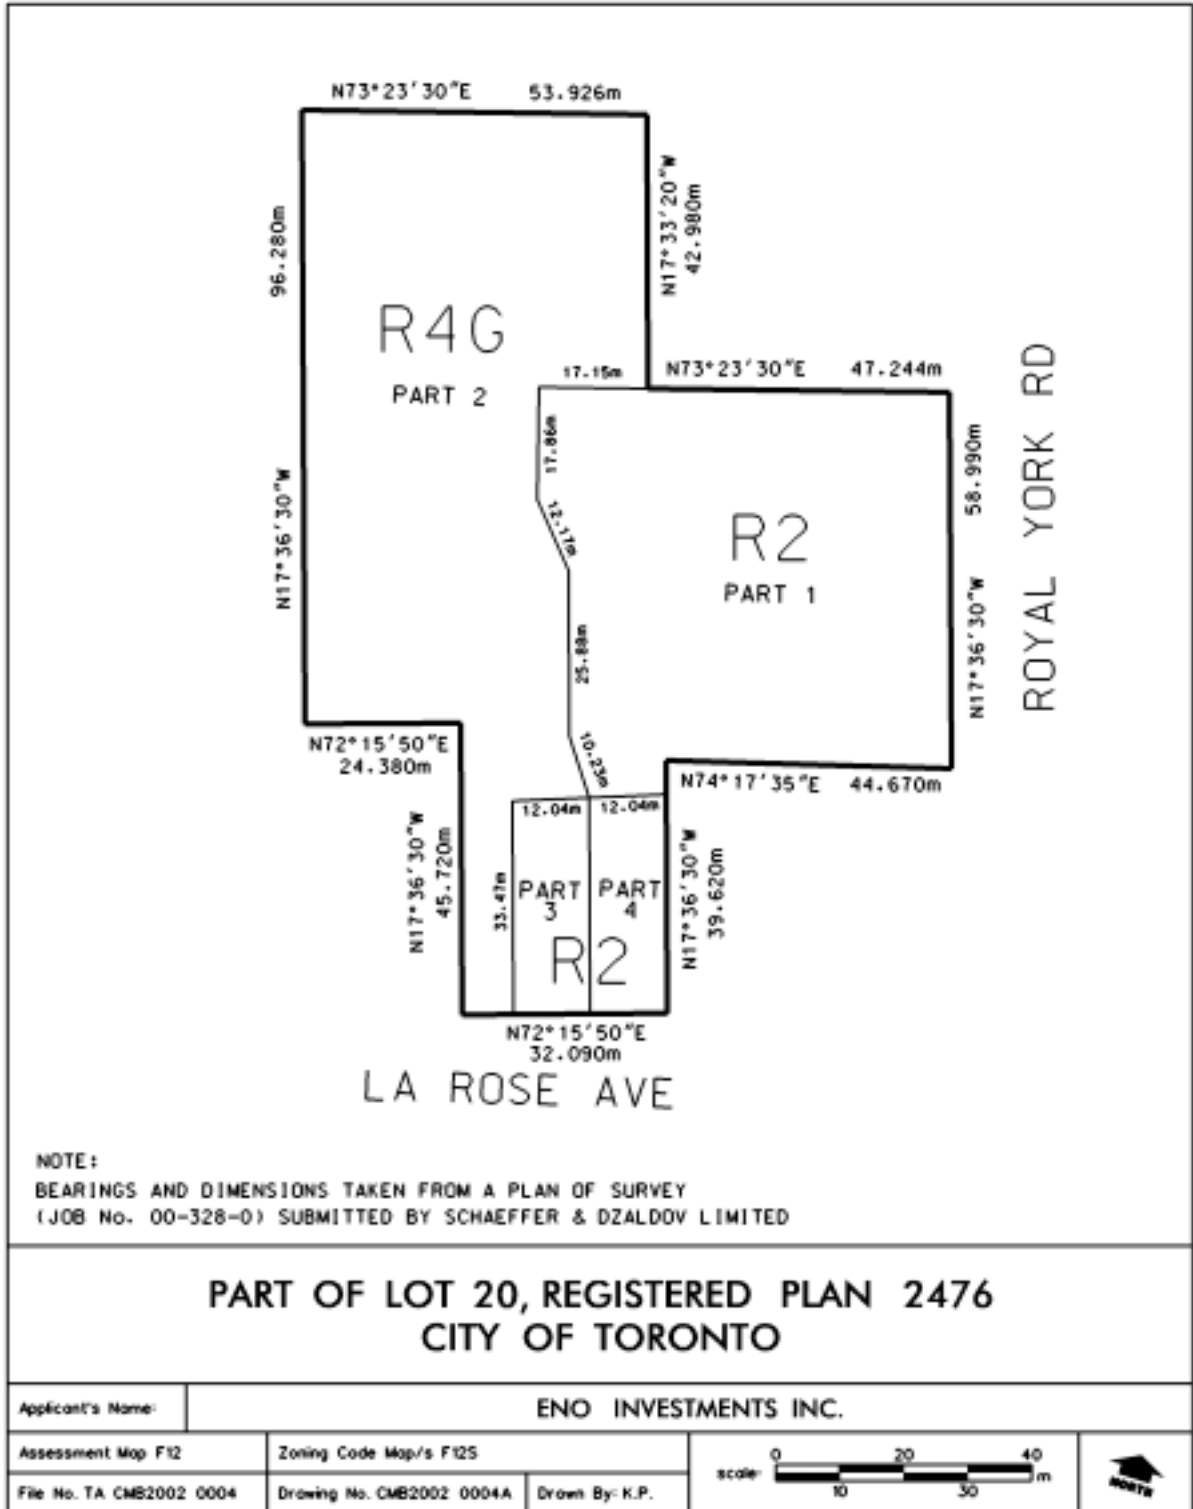 N73°23'30"E 53.926m
N17°33'20"W
42.980m
96.280m
R4G
PART 2
17.15m
N73°23'30"E 47.244m
ROYAL YORK RD
17.86m
58.990m
N17°36'30"W
12.17m
R2
PART 1
25.88m
N17°36'30"W
N72°15'50"E
24.380m
10.23m
N74°17'35"E 44.670m
12.04m 12.04m
N17°36'30"W
45.720m
33.47m
PART
3
PART
4
N17°36'30"W
39.620m
R2
N72°15'50"E
32.090m
LA ROSE AVE
NOTE:
BEARINGS AND DIMENSIONS TAKEN FROM A PLAN OF SURVEY
(JOB No. 00-328-0) SUBMITTED BY SCHAEFFER & DZALDOV LIMITED
PART OF LOT 20, REGISTERED PLAN 2476
CITY OF TORONTO
Applicant's Name: ENO INVESTMENTS INC.
Assessment Map F12 Zoning Code Map/s F12S
File No. TA CMB2002 0004 Drawing No. CMB2002 0004A Drawn By: K.P.
0 20 40
scale: m
10 30
NORTH